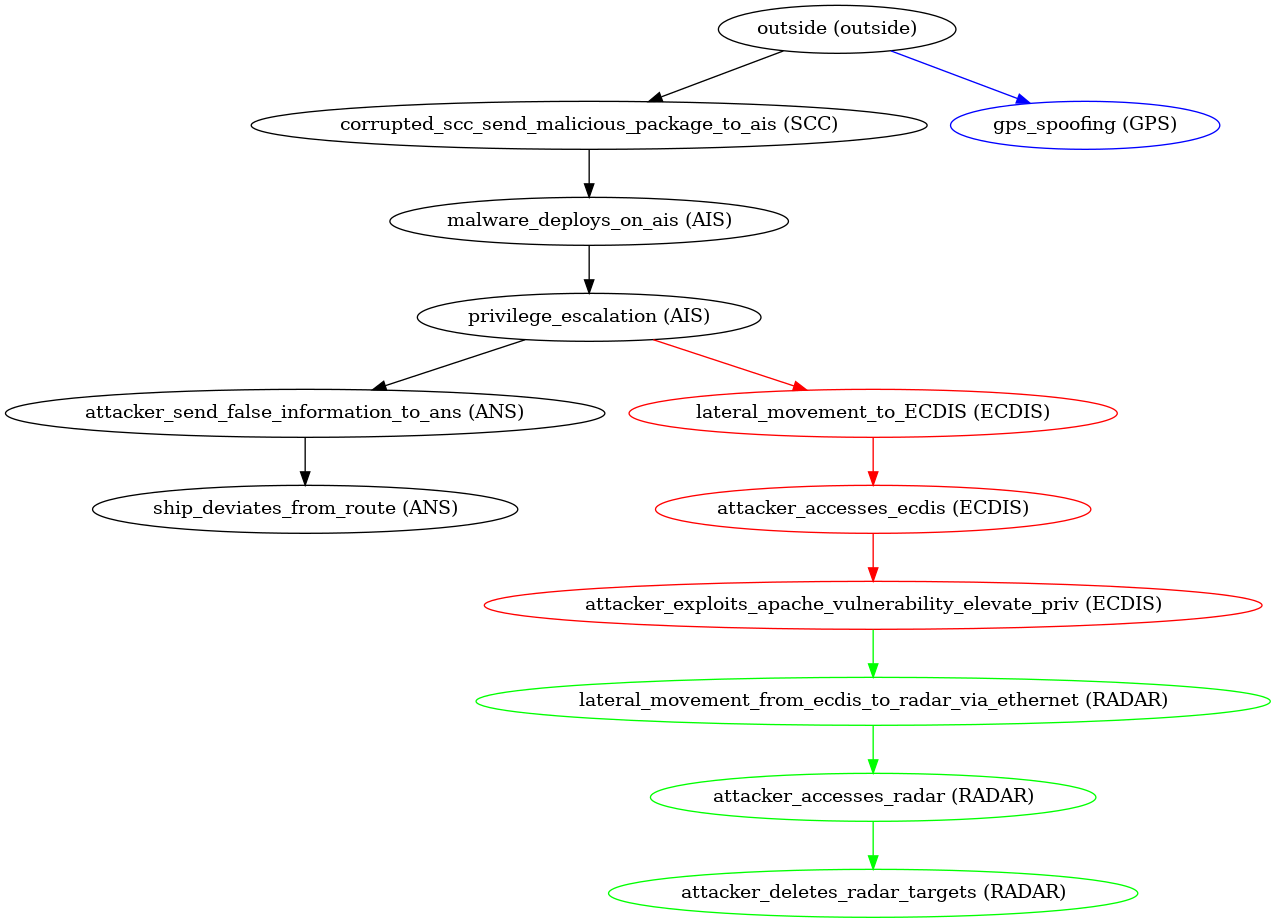 outside (outside)
corrupted_scc_send_malicious_package_to_ais (SCC)
gps_spoofing (GPS)
malware_deploys_on_ais (AIS)
privilege_escalation (AIS)
attacker_send_false_information_to_ans (ANS)
lateral_movement_to_ECDIS (ECDIS)
ship_deviates_from_route (ANS)
attacker_accesses_ecdis (ECDIS)
attacker_exploits_apache_vulnerability_elevate_priv (ECDIS)
lateral_movement_from_ecdis_to_radar_via_ethernet (RADAR)
attacker_accesses_radar (RADAR)
attacker_deletes_radar_targets (RADAR)